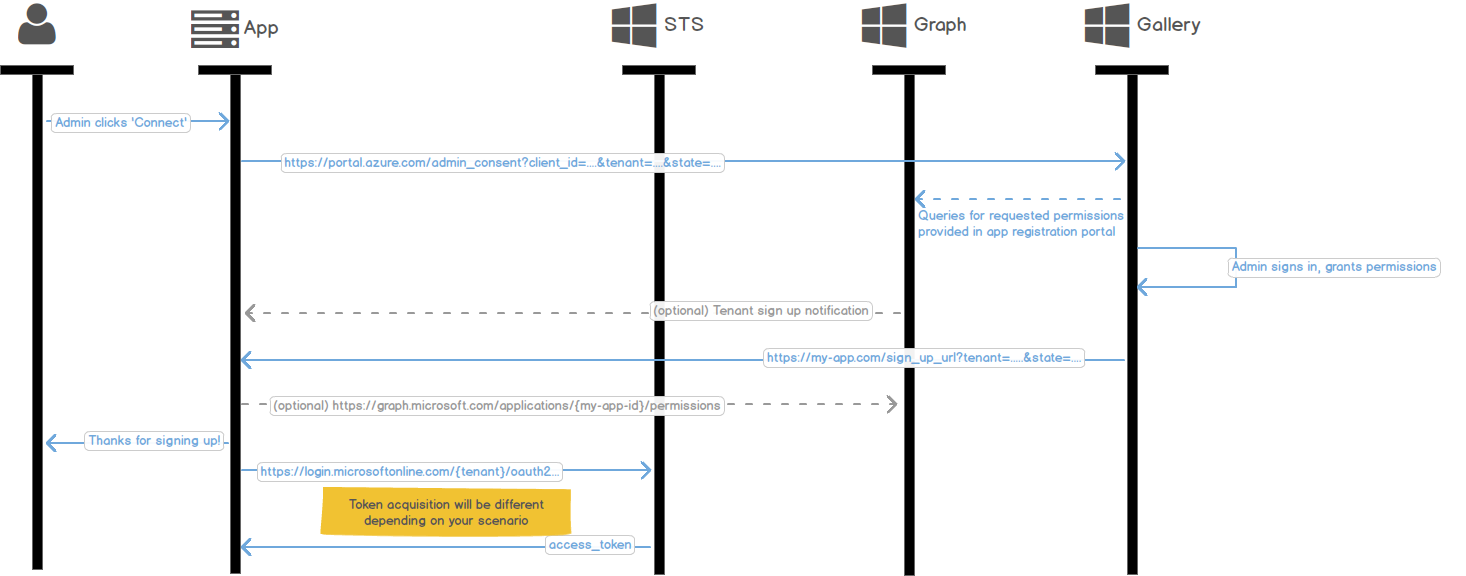 App
STS
Graph
Gallery
Admin clicks 'Connect'
https://portal.azure.com/admin_consent?client_id=....&tenant=....&state=....
Queries for requested permissions
provided in app registration portal
Admin signs in, grants permissions
(optional) Tenant sign up notification
https://my-app.com/sign_up_url?tenant=.....&state=....
(optional) https://graph.microsoft.com/applications/{my-app-id}/permissions
Thanks for signing up!
https://login.microsoftonline.com/{tenant}/oauth2...
Token acquisition will be different
depending on your scenario
access_token